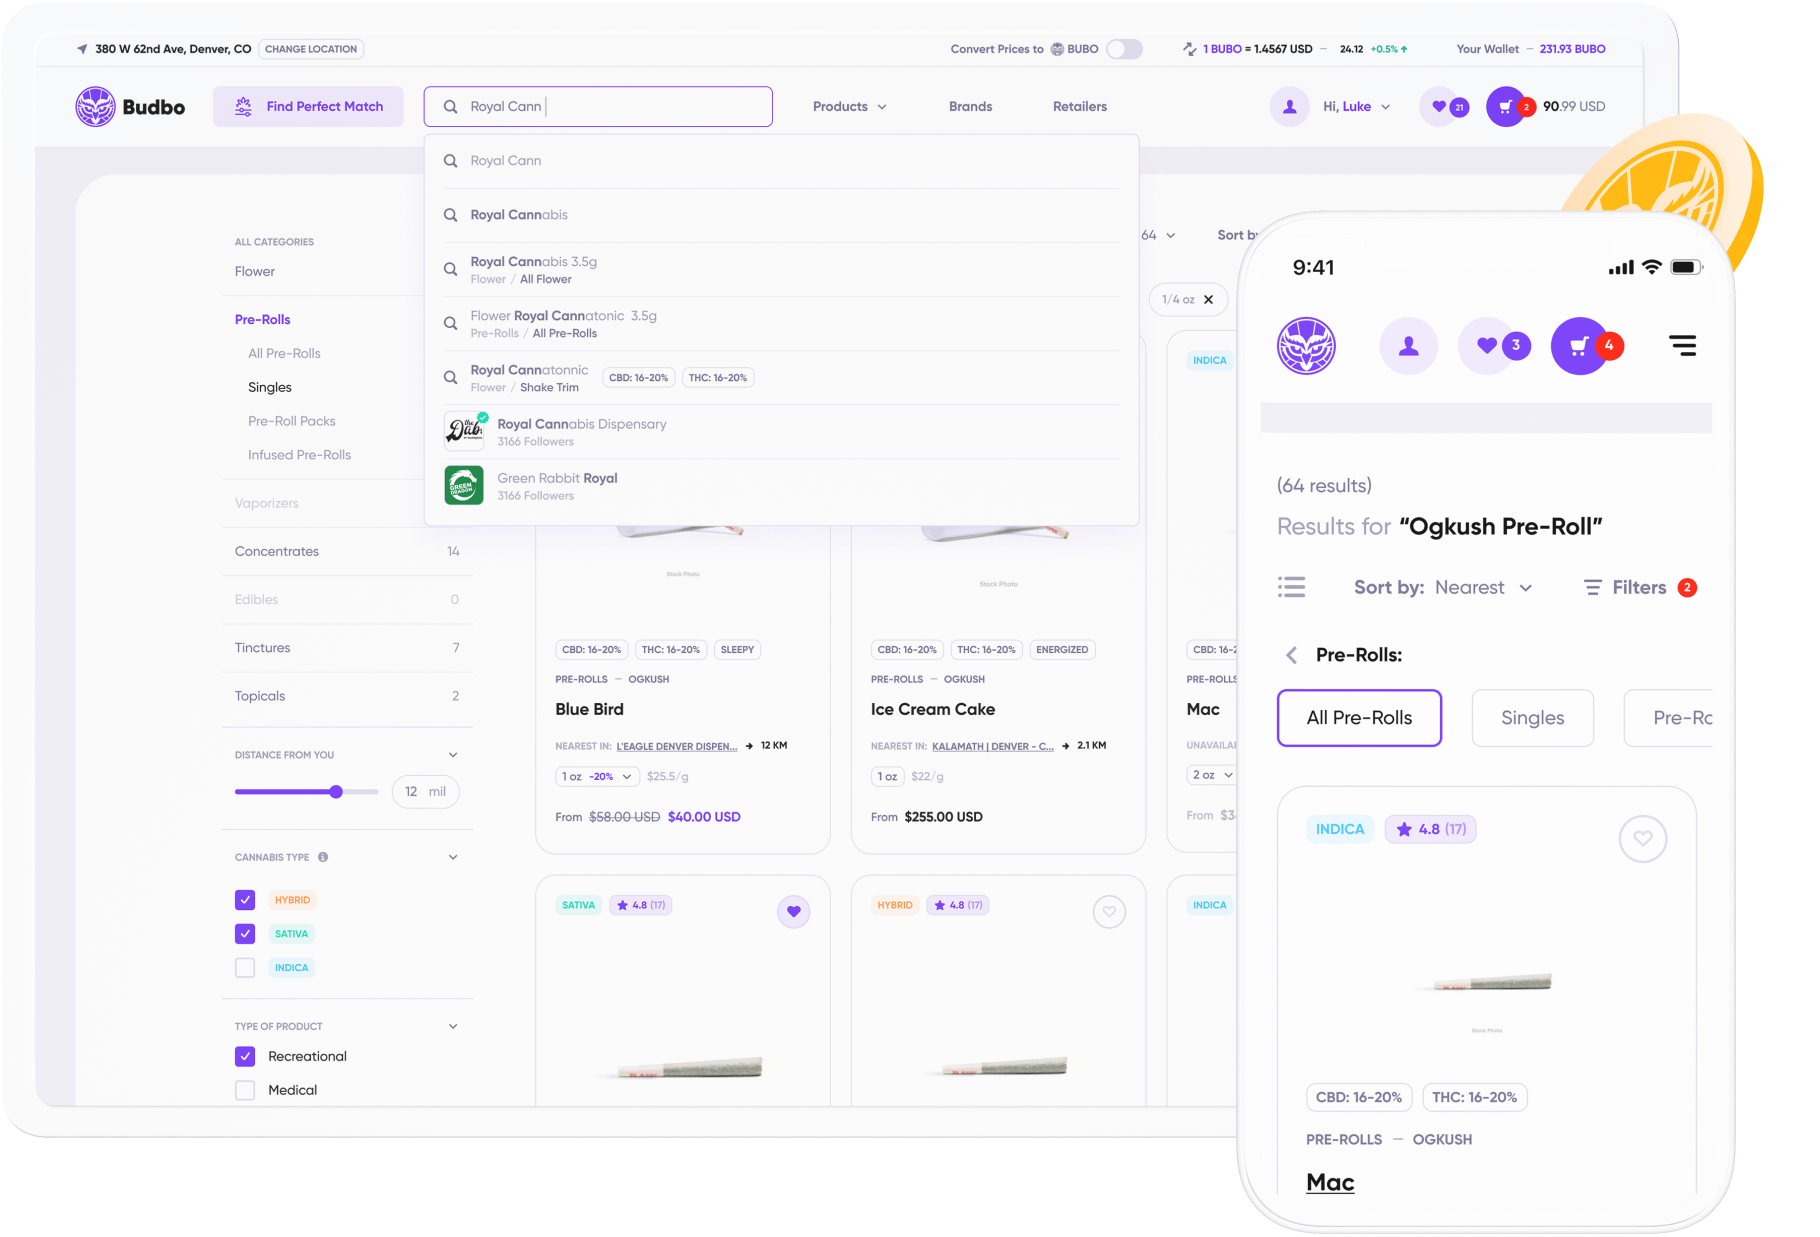 380 W 62nd Ave, Denver, CO CHANGE LOCATION
Convert Prices to BUBO
1 BUBO = 1.4567 USD – 24.12 +0.5%
Your Wallet – 231.93 BUBO
Budbo
Find Perfect Match
Royal Cann
Products
Brands
Retailers
Hi, Luke
21
2
90.99 USD
Royal Cann
Royal Cannabis
Royal Cannabis 3.5g
Flower / All Flower
Flower Royal Cannatonic 3.5g
Pre-Rolls / All Pre-Rolls
Royal Cannatonnic
Flower / Shake Trim
CBD: 16-20%
THC: 16-20%
the Dab
Royal Cannabis Dispensary
3166 Followers
GREEN DRAGON
Green Rabbit Royal
3166 Followers
ALL CATEGORIES
Flower
Pre-Rolls
All Pre-Rolls
Singles
Pre-Roll Packs
Infused Pre-Rolls
Vaporizers
Concentrates 14
Edibles 0
Tinctures 7
Topicals 2
DISTANCE FROM YOU
12 mil
CANNABIS TYPE
HYBRID
SATIVA
INDICA
TYPE OF PRODUCT
Recreational
Medical
64
Sort by
1/4 oz
INDICA
Stock Photo
CBD: 16-20% THC: 16-20% SLEEPY
PRE-ROLLS — OGKUSH
Blue Bird
NEAREST IN: L'EAGLE DENVER DISPEN... 12 KM
1 oz -20% $25.5/g
From $58.00 USD $40.00 USD
Stock Photo
CBD: 16-20% THC: 16-20% ENERGIZED
PRE-ROLLS — OGKUSH
Ice Cream Cake
NEAREST IN: KALAMATH | DENVER - C... 2.1 KM
1 oz $22/g
From $255.00 USD
CBD: 16-2
PRE-ROLLS
Mac
UNAVAILA
2 oz
From $3
SATIVA 4.8 (17)
HYBRID 4.8 (17)
INDICA
9:41
3
4
(64 results)
Results for “Ogkush Pre-Roll”
Sort by: Nearest
Filters 2
Pre-Rolls:
All Pre-Rolls
Singles
Pre-Ro
INDICA 4.8 (17)
Stock Photo
CBD: 16-20% THC: 16-20%
PRE-ROLLS — OGKUSH
Mac